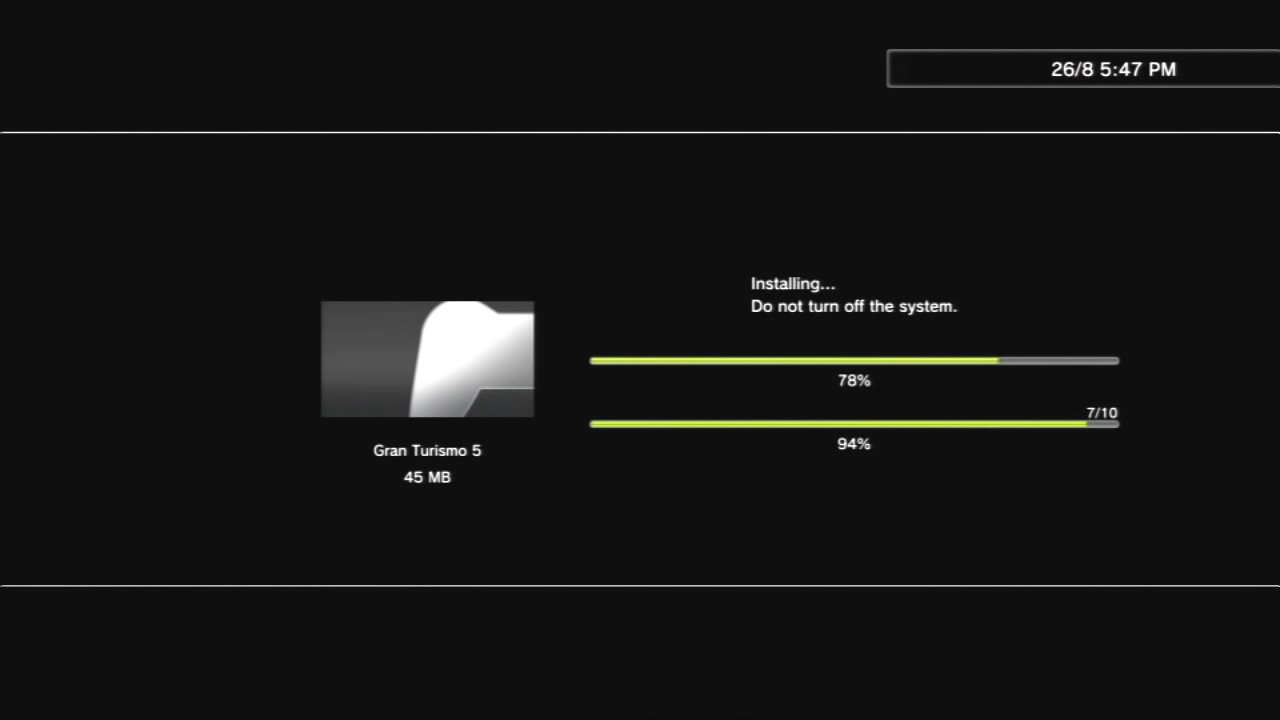 26/8 5:47 PM
Installing...
Do not turn off the system.
78%
7/10
94%
Gran Turismo 5
45 MB